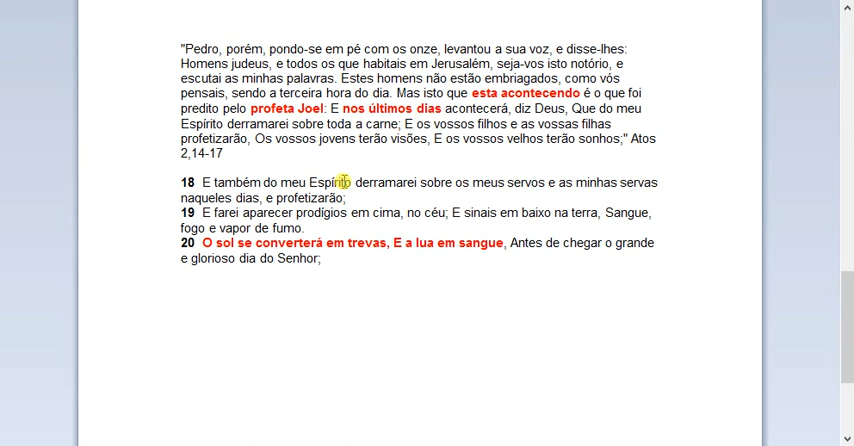 "Pedro, porém, pondo-se em pé com os onze, levantou a sua voz, e disse-lhes:
Homens judeus, e todos os que habitais em Jerusalém, seja-vos isto notório, e
escutai as minhas palavras. Estes homens não estão embriagados, como vós
pensais, sendo a terceira hora do dia. Mas isto que esta acontecendo é o que foi
predito pelo profeta Joel: E nos últimos dias acontecerá, diz Deus, Que do meu
Espírito derramarei sobre toda a carne; E os vossos filhos e as vossas filhas
profetizarão, Os vossos jovens terão visões, E os vossos velhos terão sonhos;" Atos
2,14-17
18 E também do meu Espírito derramarei sobre os meus servos e as minhas servas
naqueles dias, e profetizarão;
19 E farei aparecer prodígios em cima, no céu; E sinais em baixo na terra, Sangue,
fogo e vapor de fumo.
20 O sol se converterá em trevas, E a lua em sangue, Antes de chegar o grande
e glorioso dia do Senhor;